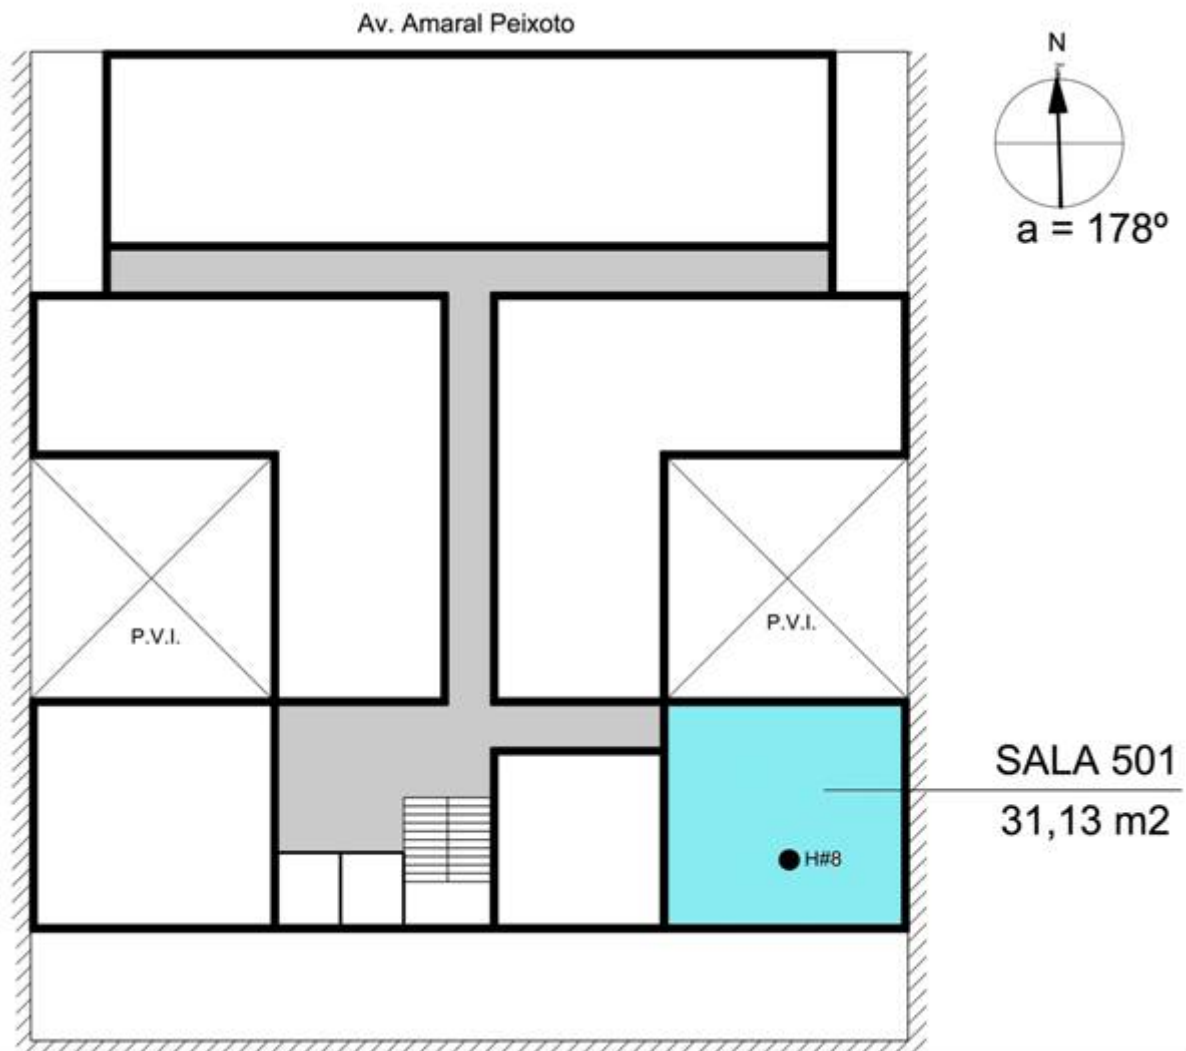 Av. Amaral Peixoto
N
a = 178º
P.V.I.
P.V.I.
SALA 501
31,13 m2
H#8